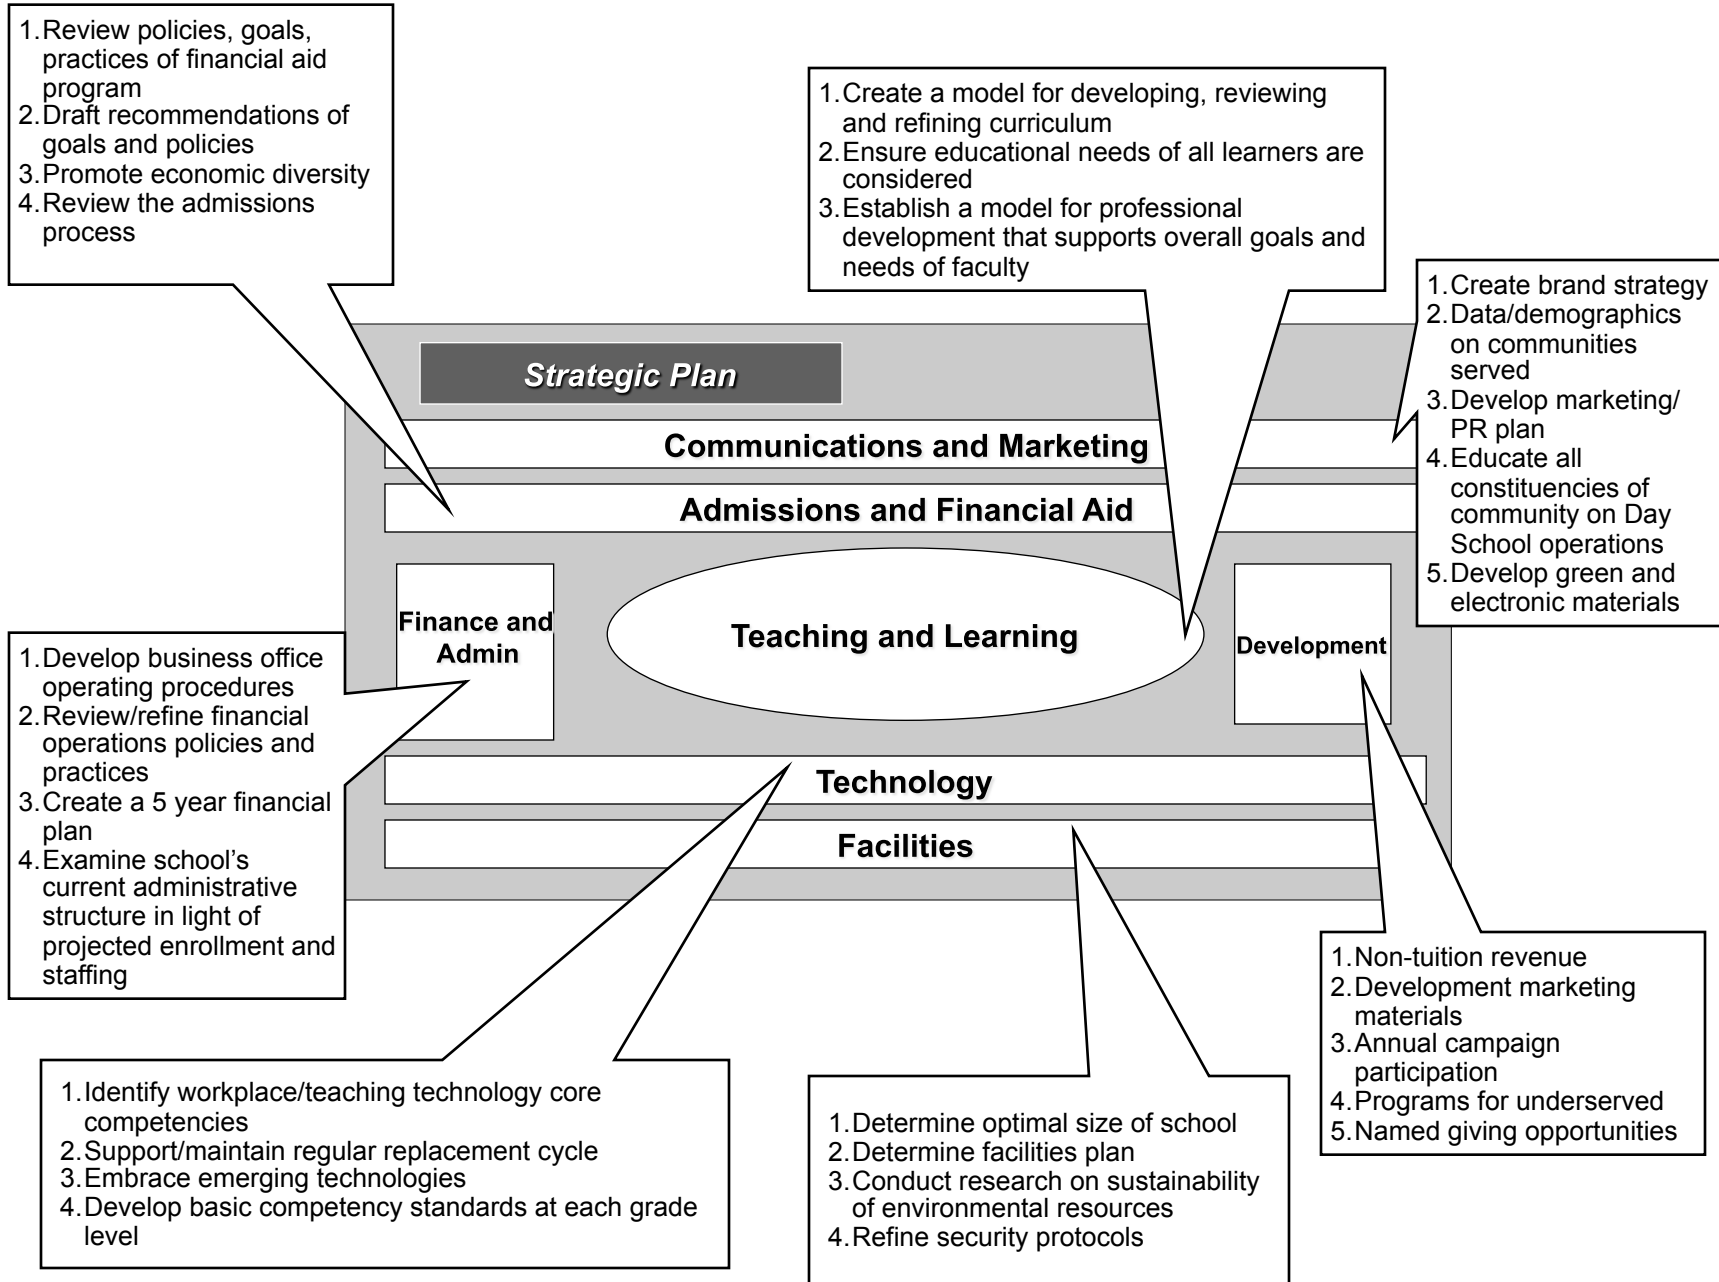 1.Review policies, goals,
practices of financial aid
program
2.Draft recommendations of
goals and policies
3.Promote economic diversity
4.Review the admissions
process
1.Create a model for developing, reviewing
and refining curriculum
2.Ensure educational needs of all learners are
considered
3.Establish a model for professional
development that supports overall goals and
needs of faculty
1.Create brand strategy
2.Data/demographics
on communities
served
3.Develop marketing/
PR plan
4.Educate all
constituencies of
community on Day
School operations
5.Develop green and
electronic materials
Strategic Plan
Communications and Marketing
Admissions and Financial Aid
Finance and
Admin
Teaching and Learning
Development
Technology
Facilities
1.Develop business office
operating procedures
2.Review/refine financial
operations policies and
practices
3.Create a 5 year financial
plan
4.Examine school’s
current administrative
structure in light of
projected enrollment and
staffing
1.Identify workplace/teaching technology core
competencies
2.Support/maintain regular replacement cycle
3.Embrace emerging technologies
4.Develop basic competency standards at each grade
level
1.Determine optimal size of school
2.Determine facilities plan
3.Conduct research on sustainability
of environmental resources
4.Refine security protocols
1.Non-tuition revenue
2.Development marketing
materials
3.Annual campaign
participation
4.Programs for underserved
5.Named giving opportunities